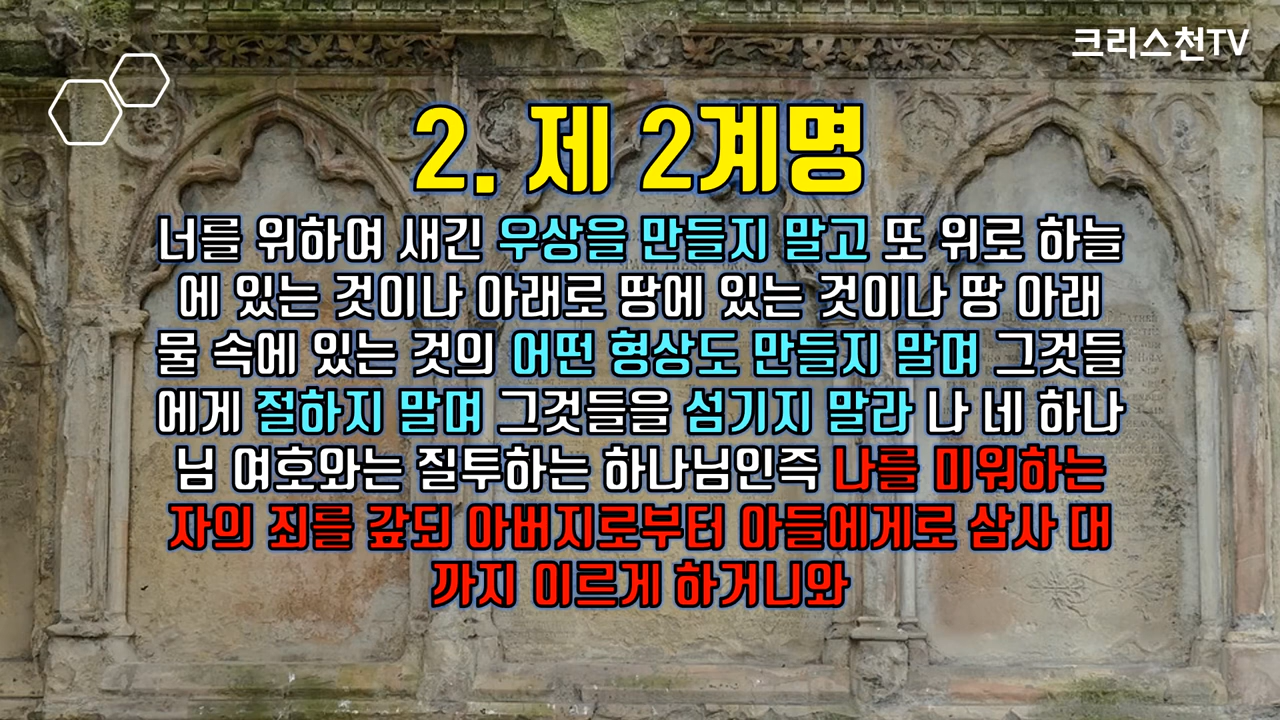 크리스천TV
2. 제 2계명
너를 위하여 새긴 우상을 만들지 말고 또 위로 하늘
에 있는 것이나 아래로 땅에 있는 것이나 땅 아래
물 속에 있는 것의 어떤 형상도 만들지 말며 그것들
에게 절하지 말며 그것들을 섬기지 말라 나 네 하나
님 여호와는 질투하는 하나님인즉 나를 미워하는
자의 죄를 갚되 아버지로부터 아들에게로 삼사 대
까지 이르게 하거니와